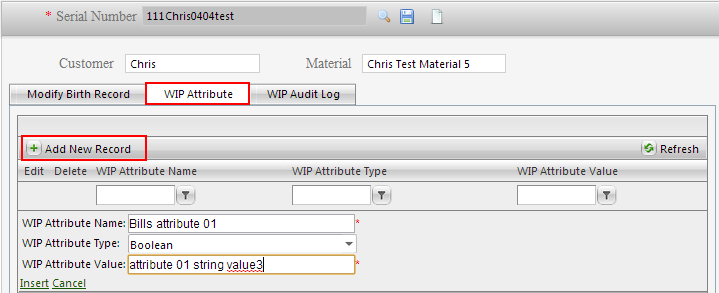 * Serial Number 111Chris0404test
Customer Chris Material Chris Test Material 5
Modify Birth Record WIP Attribute WIP Audit Log
Add New Record Refresh
Edit Delete WIP Attribute Name WIP Attribute Type WIP Attribute Value
WIP Attribute Name: Bills attribute 01 *
WIP Attribute Type: Boolean
WIP Attribute Value: attribute 01 string value3 *
Insert Cancel